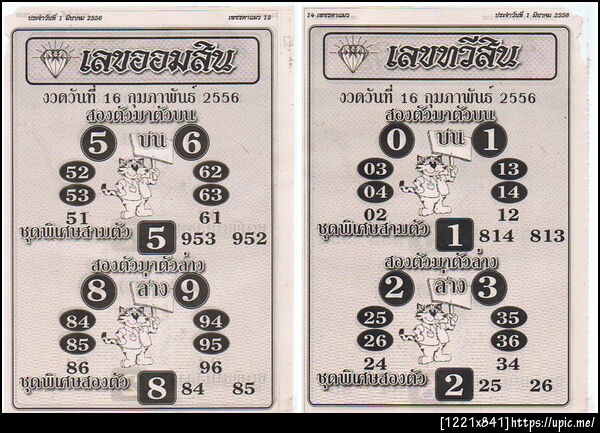 ประจำวันที่ 1 มีนาคม 2556
เพชรตาแมว 13
เลขออมสิน
งวดวันที่ 16 กุมภาพันธ์ 2556
สองตัวมาตัวบน
5 บน 6
52 62
53 63
51 61
ชุดพิเศษสามตัว 5 953 952
สองตัวมาตัวล่าง
8 ล่าง 9
84 94
85 95
86 96
ชุดพิเศษสองตัว 8 84 85
14 เพชรตาแมว
ประจำวันที่ 1 มีนาคม 2556
เลขทวีสิน
งวดวันที่ 16 กุมภาพันธ์ 2556
สองตัวมาตัวบน
0 บน 1
03 13
04 14
02 12
ชุดพิเศษสามตัว 1 814 813
สองตัวมาตัวล่าง
2 ล่าง 3
25 35
26 36
24 34
ชุดพิเศษสองตัว 2 25 26
[1221x841]https://upic.me/